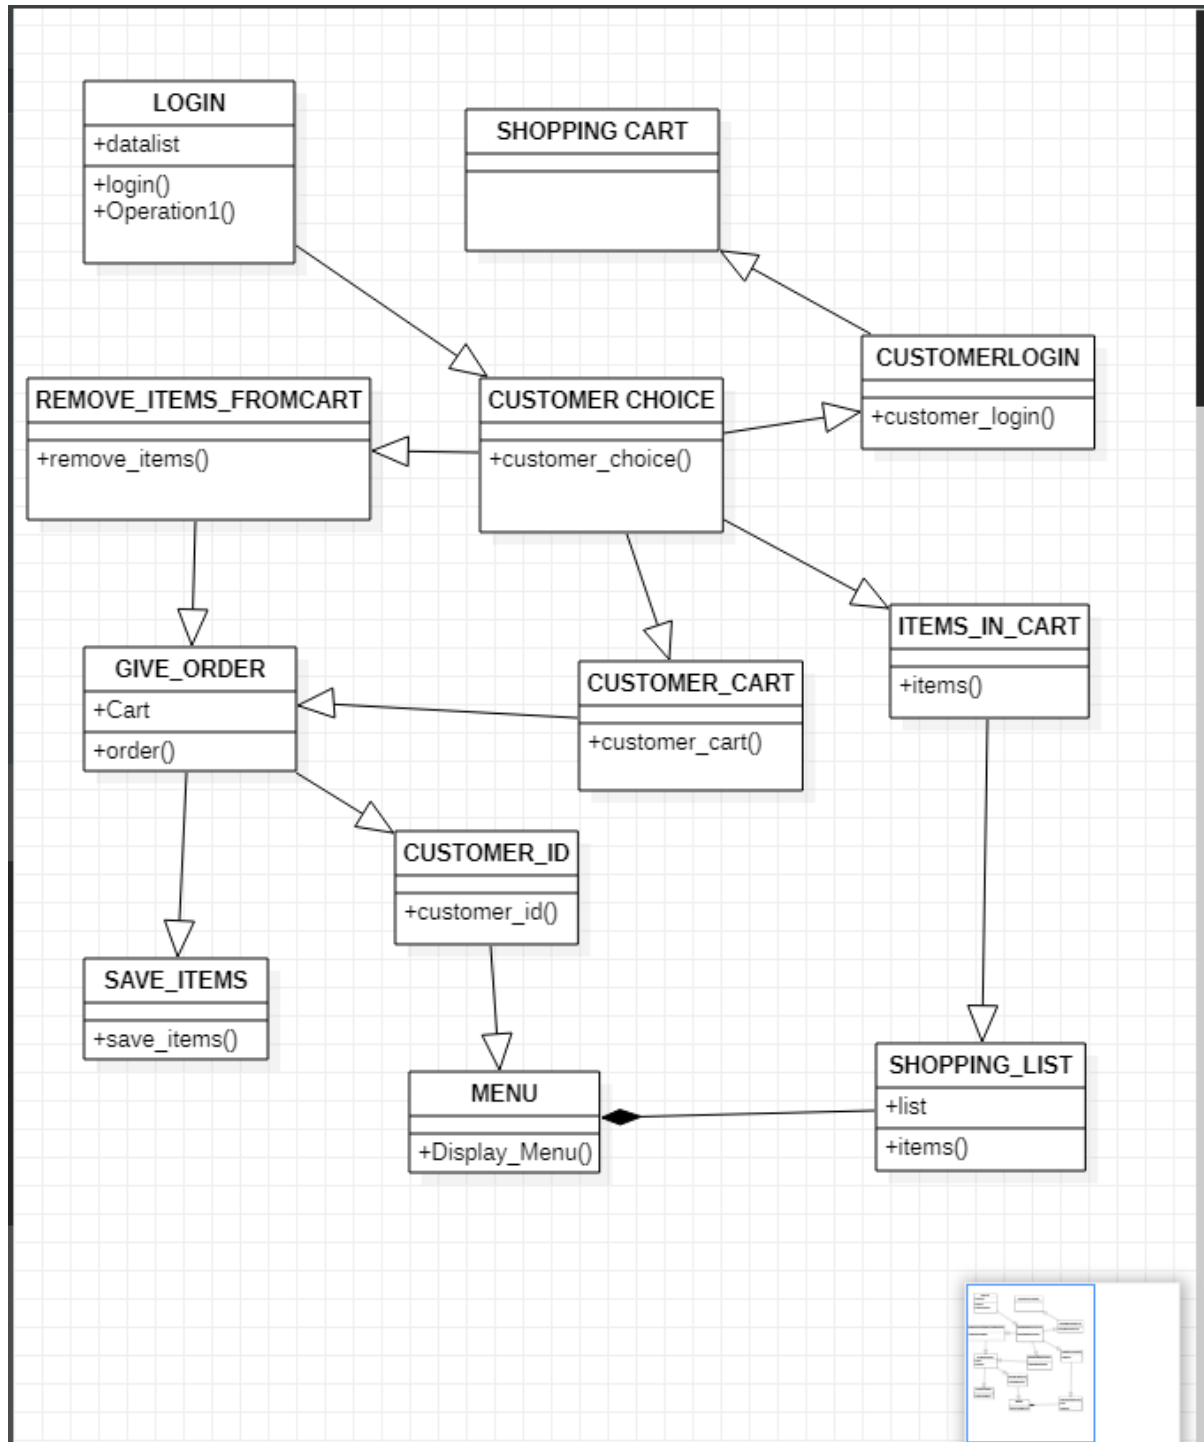 LOGIN
+datalist
+login()
+Operation1()
SHOPPING CART
CUSTOMERLOGIN
+customer_login()
REMOVE_ITEMS_FROMCART
+remove_items()
CUSTOMER CHOICE
+customer_choice()
ITEMS_IN_CART
+items()
GIVE_ORDER
+Cart
+order()
CUSTOMER_CART
+customer_cart()
CUSTOMER_ID
+customer_id()
SAVE_ITEMS
+save_items()
MENU
+Display_Menu()
SHOPPING_LIST
+list
+items()